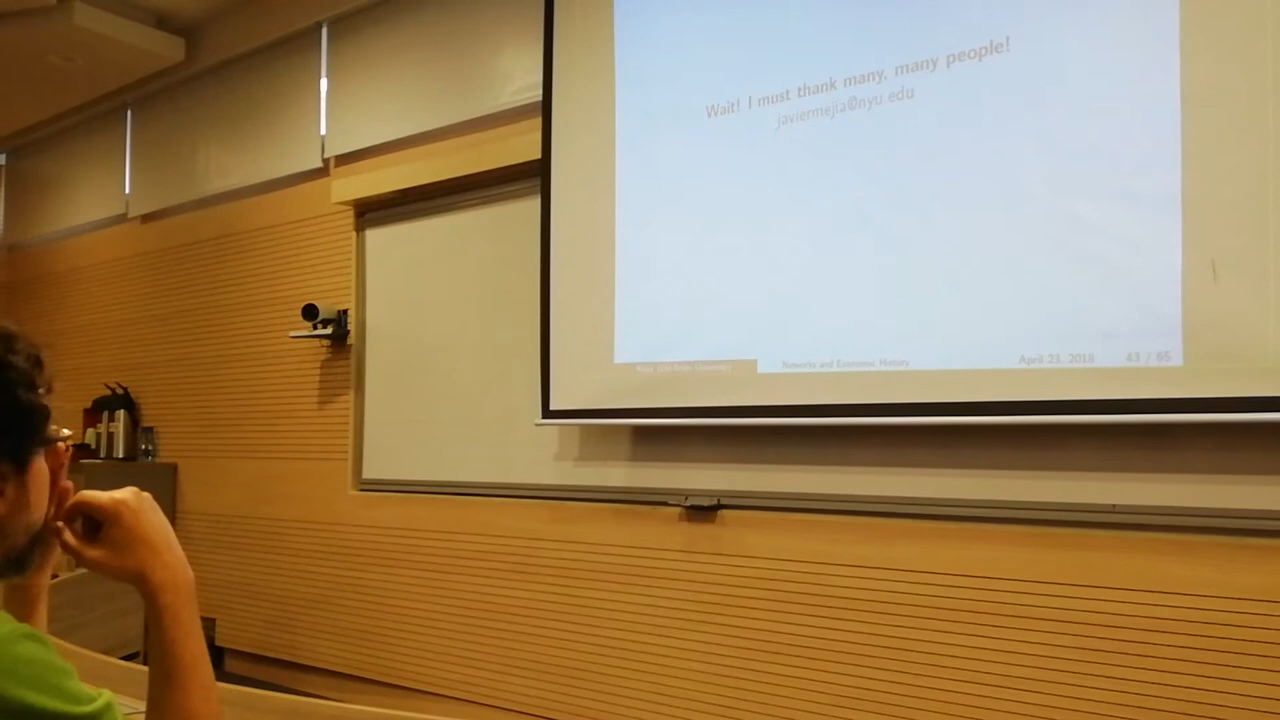 Wait! I must thank many, many people!
javiermejia@nyu.edu
Networks and Economic History
April 23, 2018
43 / 65